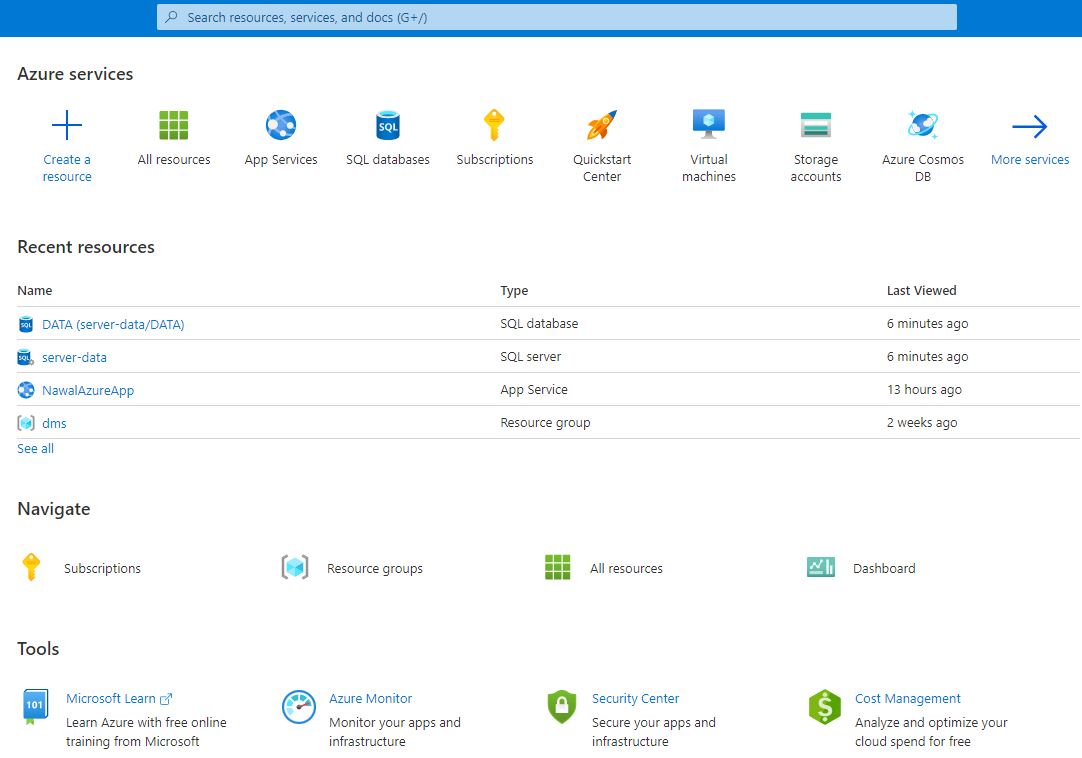 Search resources, services, and docs (G+/)
Azure services
Create a resource
All resources
App Services
SQL
SQL databases
Subscriptions
Quickstart Center
Virtual machines
Storage accounts
Azure Cosmos DB
More services
Recent resources
Name Type Last Viewed
SQL DATA (server-data/DATA) SQL database 6 minutes ago
SQL server-data SQL server 6 minutes ago
NawalAzureApp App Service 13 hours ago
dms Resource group 2 weeks ago
See all
Navigate
Subscriptions Resource groups All resources Dashboard
Tools
101
Microsoft Learn
Learn Azure with free online
training from Microsoft
Azure Monitor
Monitor your apps and
infrastructure
Security Center
Secure your apps and
infrastructure
$
Cost Management
Analyze and optimize your
cloud spend for free